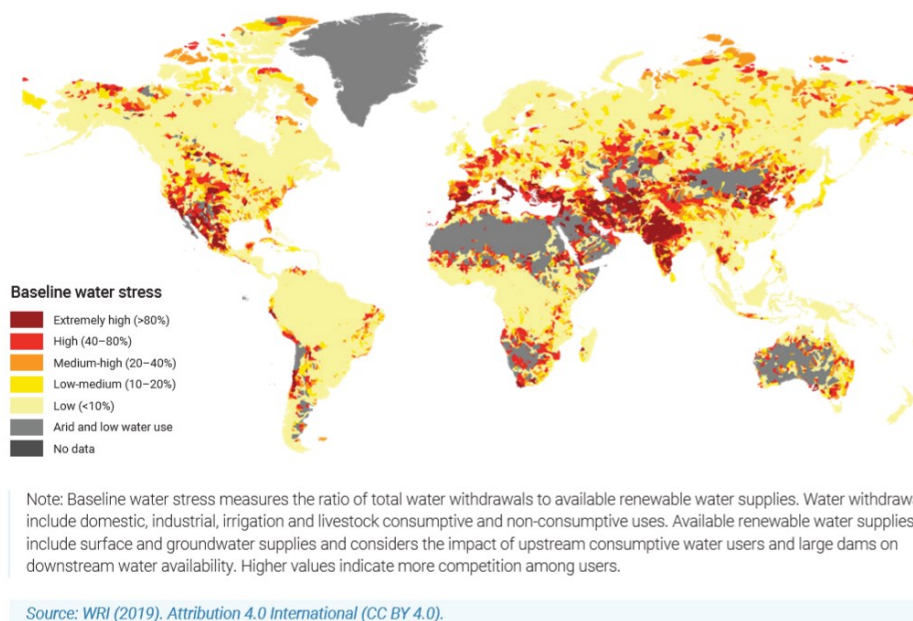 Baseline water stress
Extremely high (>80%)
High (40–80%)
Medium-high (20–40%)
Low-medium (10–20%)
Low (<10%)
Arid and low water use
No data
Note: Baseline water stress measures the ratio of total water withdrawals to available renewable water supplies. Water withdrawa
include domestic, industrial, irrigation and livestock consumptive and non-consumptive uses. Available renewable water supplies
include surface and groundwater supplies and considers the impact of upstream consumptive water users and large dams on
downstream water availability. Higher values indicate more competition among users.
Source: WRI (2019). Attribution 4.0 International (CC BY 4.0).